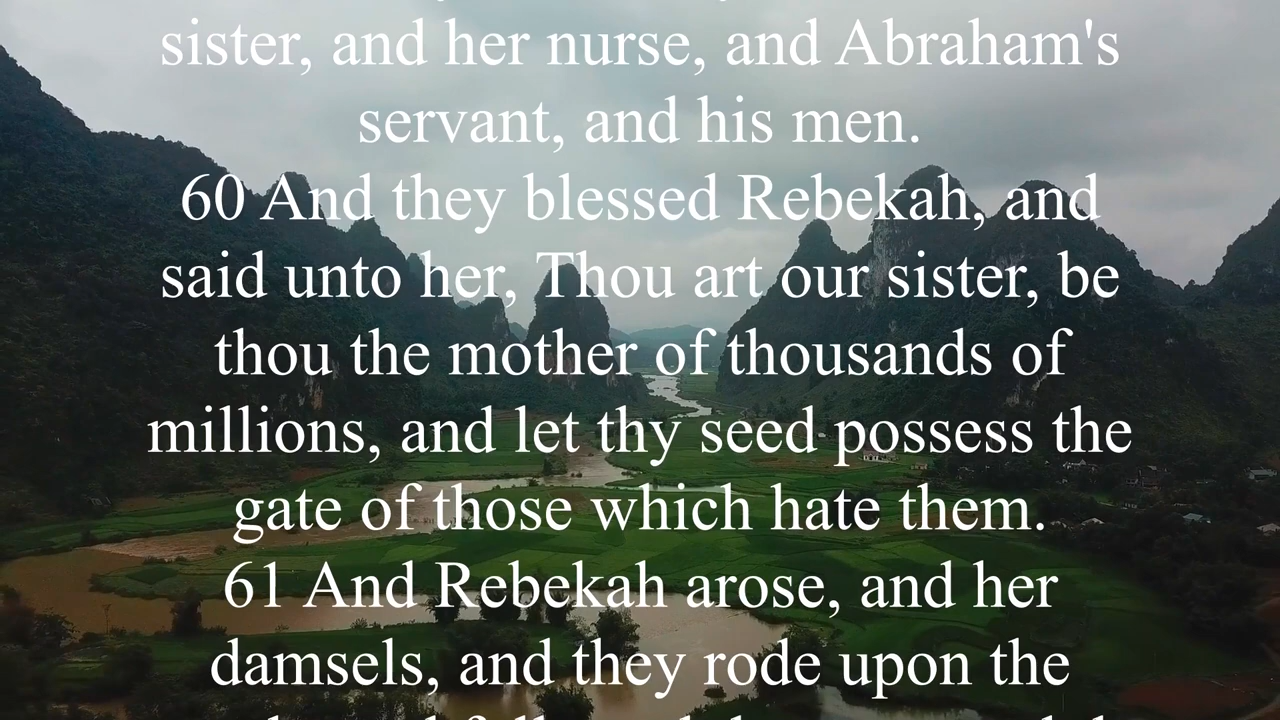 sister, and her nurse, and Abraham's
servant, and his men.
60 And they blessed Rebekah, and
said unto her, Thou art our sister, be
thou the mother of thousands of
millions, and let thy seed possess the
gate of those which hate them.
61 And Rebekah arose, and her
damsels, and they rode upon the